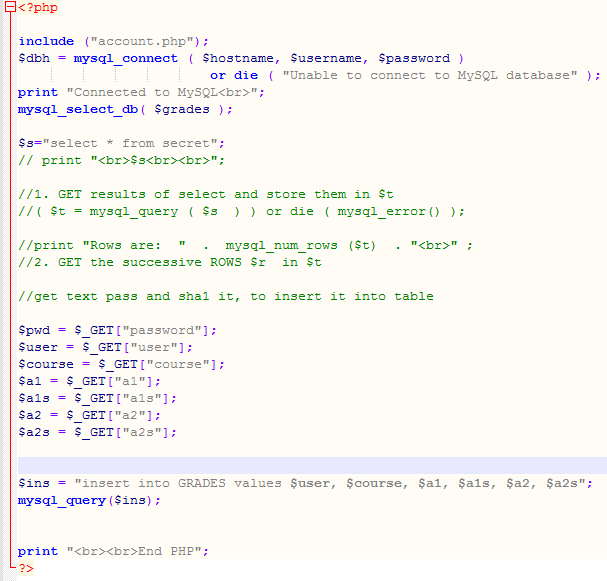 <?php
include ("account.php");
$dbh = mysql_connect ( $hostname, $username, $password )
or die ( "Unable to connect to MySQL database" );
print "Connected to MySQL<br>";
mysql_select_db( $grades );
$s="select * from secret";
// print "<br>$s<br><br>";
//1. GET results of select and store them in $t
//( $t = mysql_query ( $s  ) ) or die ( mysql_error() );
//print "Rows are:  "  .  mysql_num_rows ($t)  . "<br>" ;
//2. GET the successive ROWS $r  in $t
//get text pass and sha1 it, to insert it into table
$pwd = $_GET["password"];
$user = $_GET["user"];
$course = $_GET["course"];
$a1 = $_GET["a1"];
$a1s = $_GET["a1s"];
$a2 = $_GET["a2"];
$a2s = $_GET["a2s"];
$ins = "insert into GRADES values $user, $course, $a1, $a1s, $a2, $a2s";
mysql_query($ins);
print "<br><br>End PHP";
?>